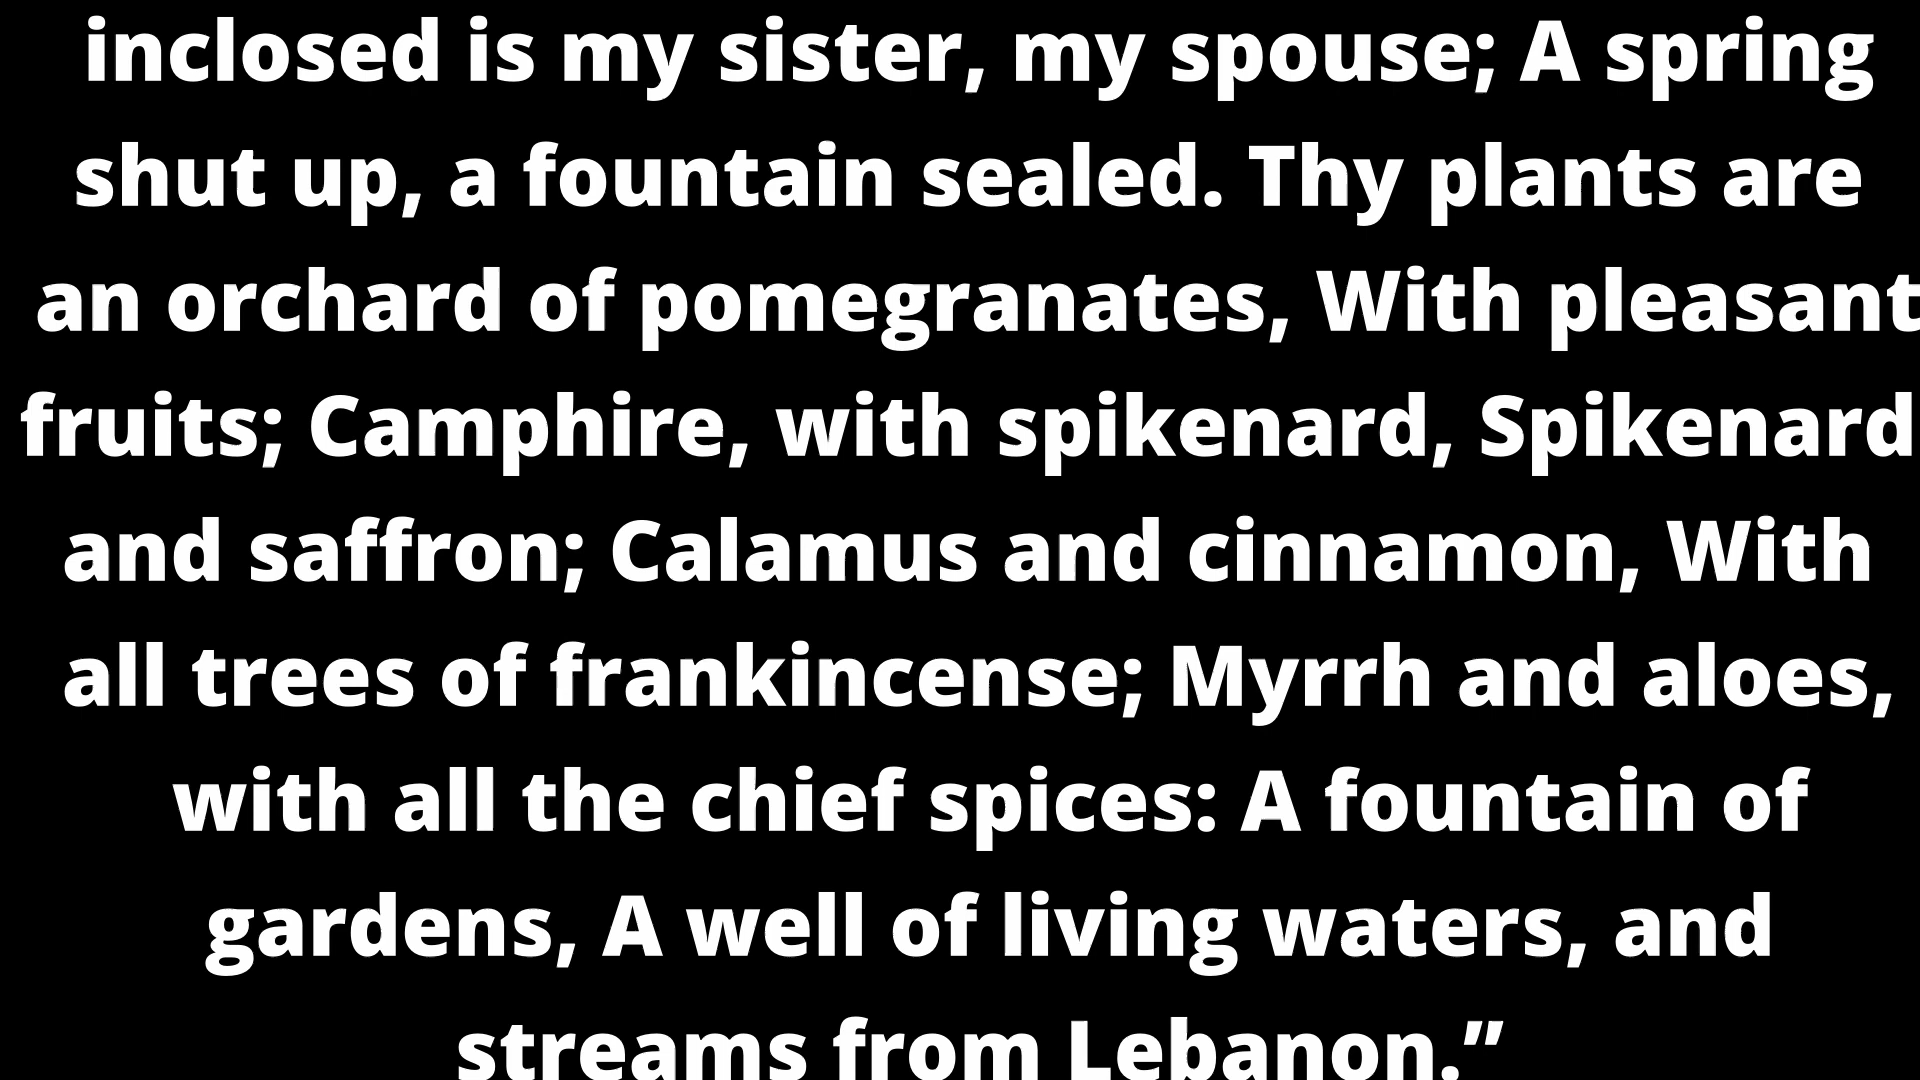 inclosed is my sister, my spouse; A spring
shut up, a fountain sealed. Thy plants are
an orchard of pomegranates, With pleasant
fruits; Camphire, with spikenard, Spikenard
and saffron; Calamus and cinnamon, With
all trees of frankincense; Myrrh and aloes,
with all the chief spices: A fountain of
gardens, A well of living waters, and
streams from Lebanon.”